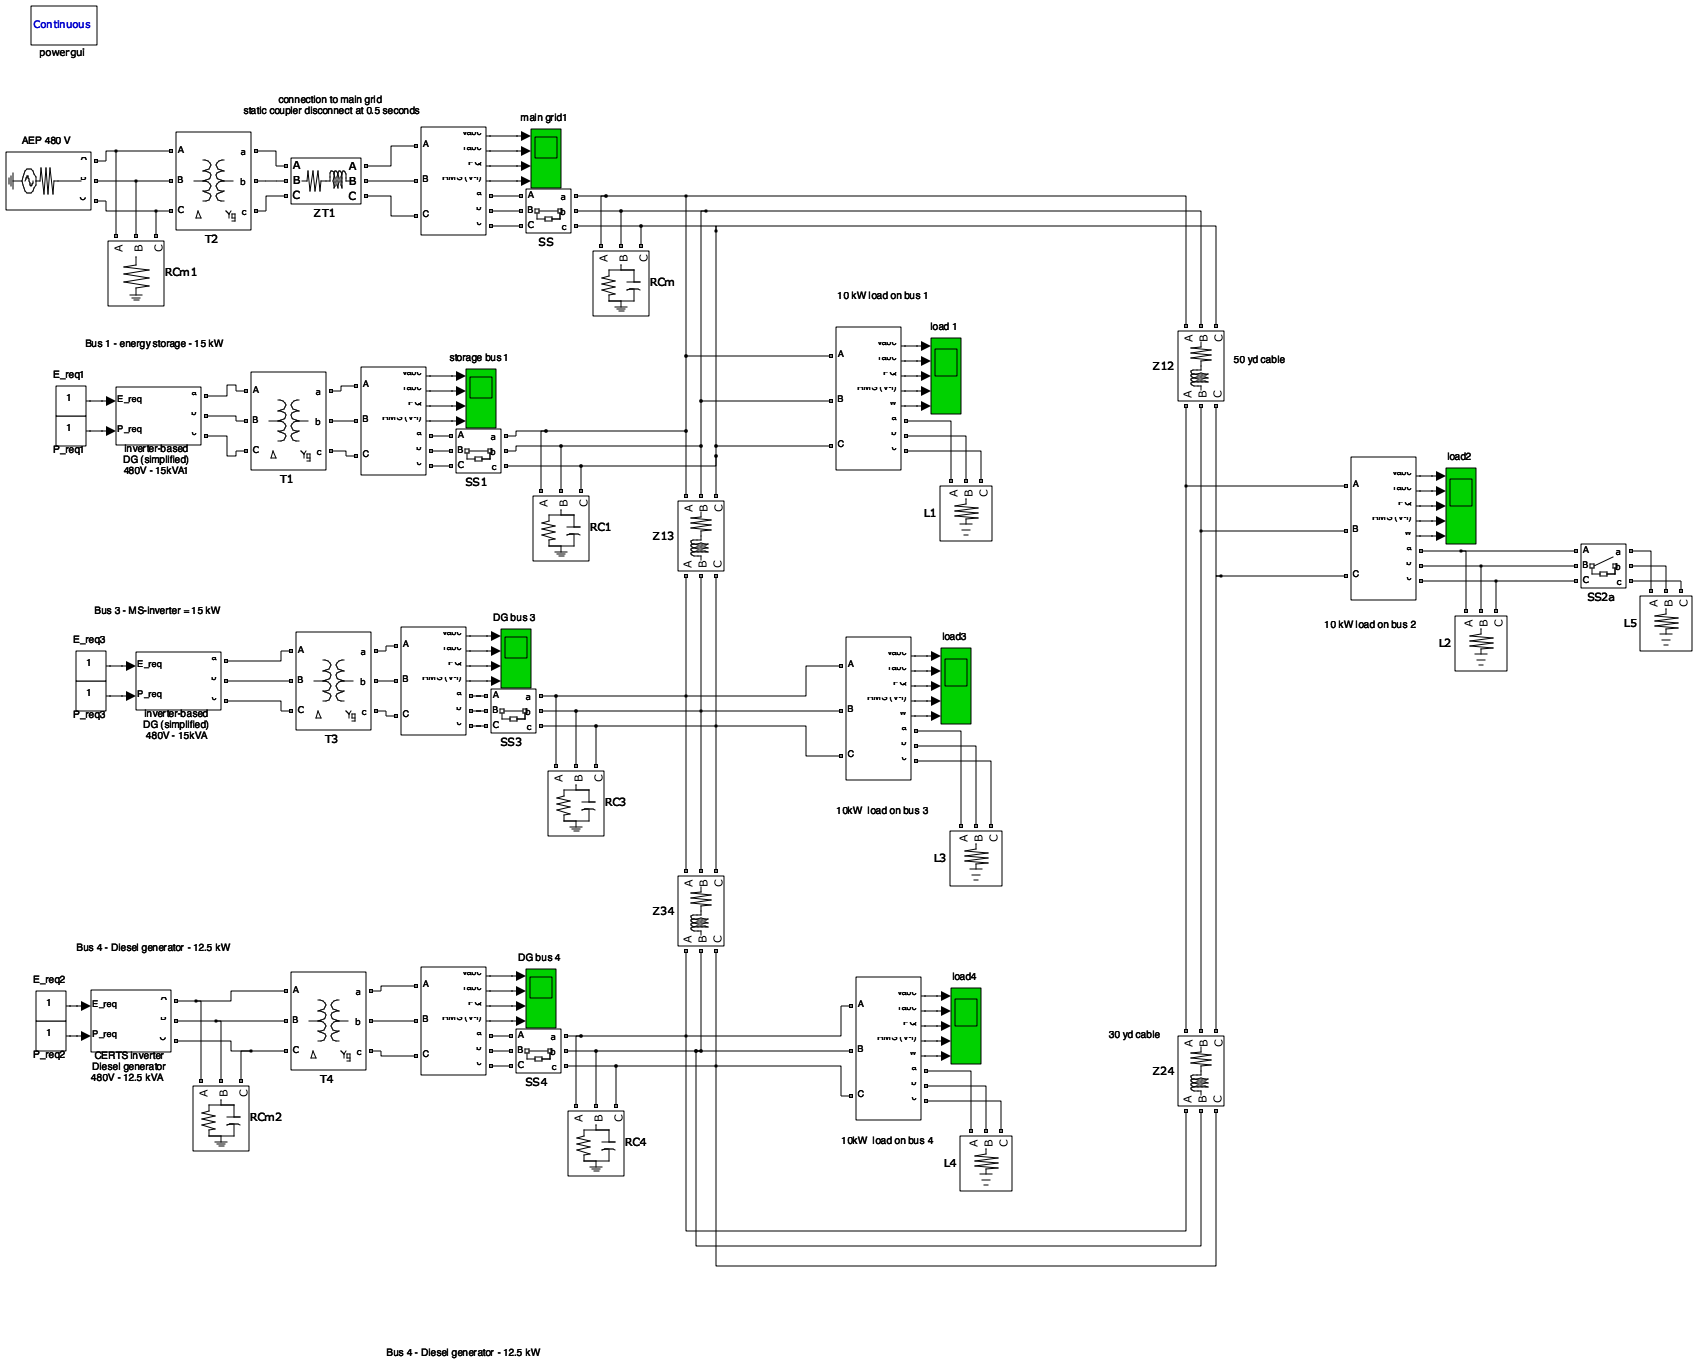 Continuous
powergui
connection to main grid
static coupler disconnect at 0.5 seconds
main grid1
AEP 480 V
A
B
C
a
b
c
Δ
Yg
T2
A
B
C
A
B
C
ZT1
A
B
C
A
B
C
a
b
c
SS
A B C
RCm1
A B C
RCm
10 kW load on bus 1
load 1
A
B
C
A B C
L1
Bus 1 - energy storage - 15 kW
storage bus 1
E_req1
1
1
P_req1
E_req
P_req
inverter-based
DG (simplified)
480V - 15kVA1
A
B
C
a
b
c
Δ
Yg
T1
A
B
C
A
B
C
a
b
c
SS1
A B C
RC1
A B C
Z13
A B C
A B C
Z12
A B C
50 yd cable
load2
A
B
C
10 kW load on bus 2
A
B
C
a
b
c
SS2a
A B C
L2
A B C
L5
Bus 3 - MS-inverter = 15 kW
DG bus 3
E_req3
1
1
P_req3
E_req
P_req
inverter-based
DG (simplified)
480V - 15kVA
A
B
C
a
b
c
Δ
Yg
T3
A
B
C
A
B
C
a
b
c
SS3
A B C
RC3
load3
A
B
C
10kW load on bus 3
A B C
L3
A B C
Z34
A B C
Bus 4 - Diesel generator - 12.5 kW
DG bus 4
E_req2
1
1
P_req2
E_req
P_req
CERTS inverter
Diesel generator
480V - 12.5 kVA
A
B
C
a
b
c
Δ
Yg
T4
A
B
C
A
B
C
a
b
c
SS4
A B C
RCm2
A B C
RC4
load4
A
B
C
10kW load on bus 4
A B C
L4
30 yd cable
A B C
Z24
A B C
Bus 4 - Diesel generator - 12.5 kW